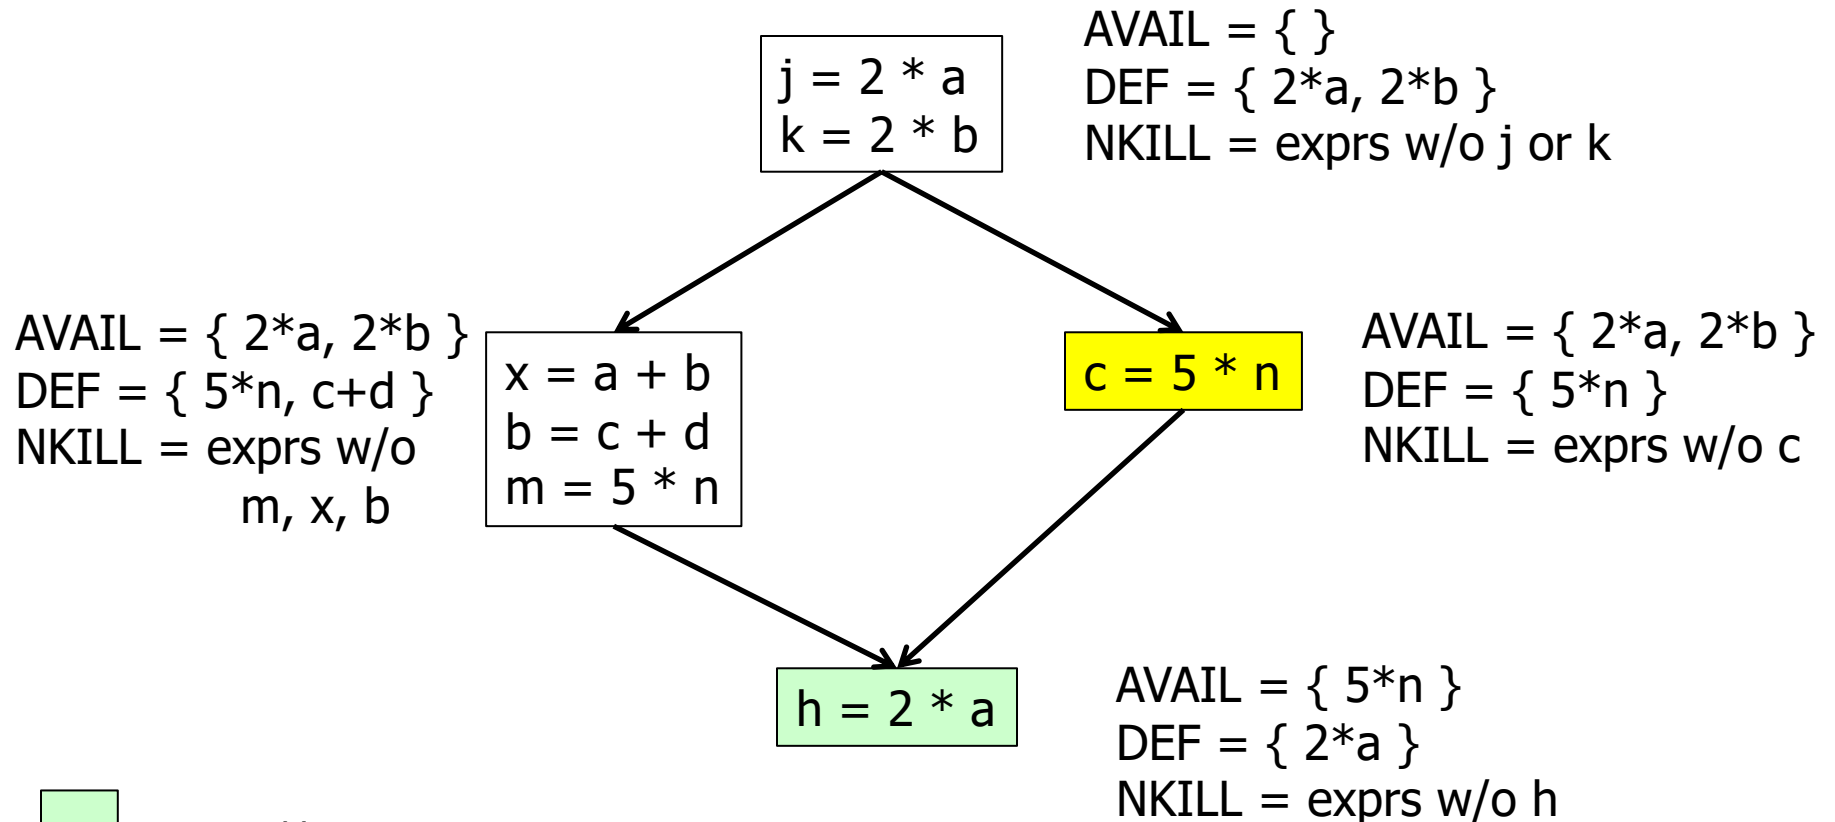 AVAIL = { }
DEF = { 2*a, 2*b }
NKILL = exprs w/o j or k
j = 2 * a
k = 2 * b
AVAIL = { 2*a, 2*b }
DEF = { 5*n, c+d }
NKILL = exprs w/o
m, x, b
x = a + b
b = c + d
m = 5 * n
c = 5 * n
AVAIL = { 2*a, 2*b }
DEF = { 5*n }
NKILL = exprs w/o c
h = 2 * a
AVAIL = { 5*n }
DEF = { 2*a }
NKILL = exprs w/o h